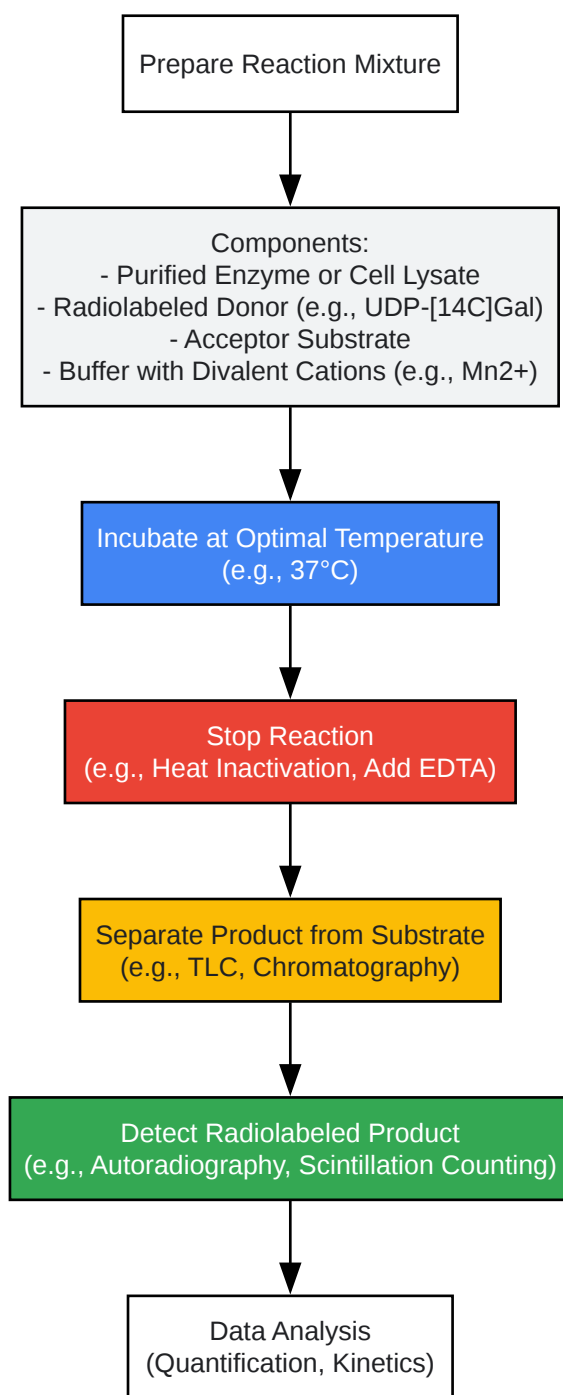 Prepare Reaction Mixture
Components:
- Purified Enzyme or Cell Lysate
- Radiolabeled Donor (e.g., UDP-[14C]Gal)
- Acceptor Substrate
- Buffer with Divalent Cations (e.g., Mn2+)
Incubate at Optimal Temperature
(e.g., 37°C)
Stop Reaction
(e.g., Heat Inactivation, Add EDTA)
Separate Product from Substrate
(e.g., TLC, Chromatography)
Detect Radiolabeled Product
(e.g., Autoradiography, Scintillation Counting)
Data Analysis
(Quantification, Kinetics)